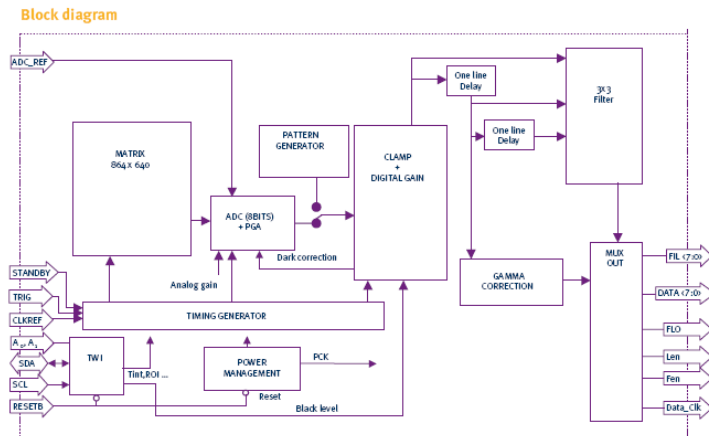 Block diagram
ADC_REF
One line
Delay
3x3
Filter
MATRIX
864 x 640
PATTERN
GENERATOR
One line
Delay
CLAMP
+
DIGITAL GAIN
ADC (8BITS)
+ PGA
Dark correction
MUX
OUT
FIL <7:0>
STANDBY
Analog gain
GAMMA
CORRECTION
DATA <7:0>
TRIG
CLKREF
TIMING GENERATOR
FLO
A0, A1
TWI
SDA
Tint,ROI ...
POWER
MANAGEMENT
PCK
Len
SCL
Fen
Reset
RESETB
Black level
Data_Clk